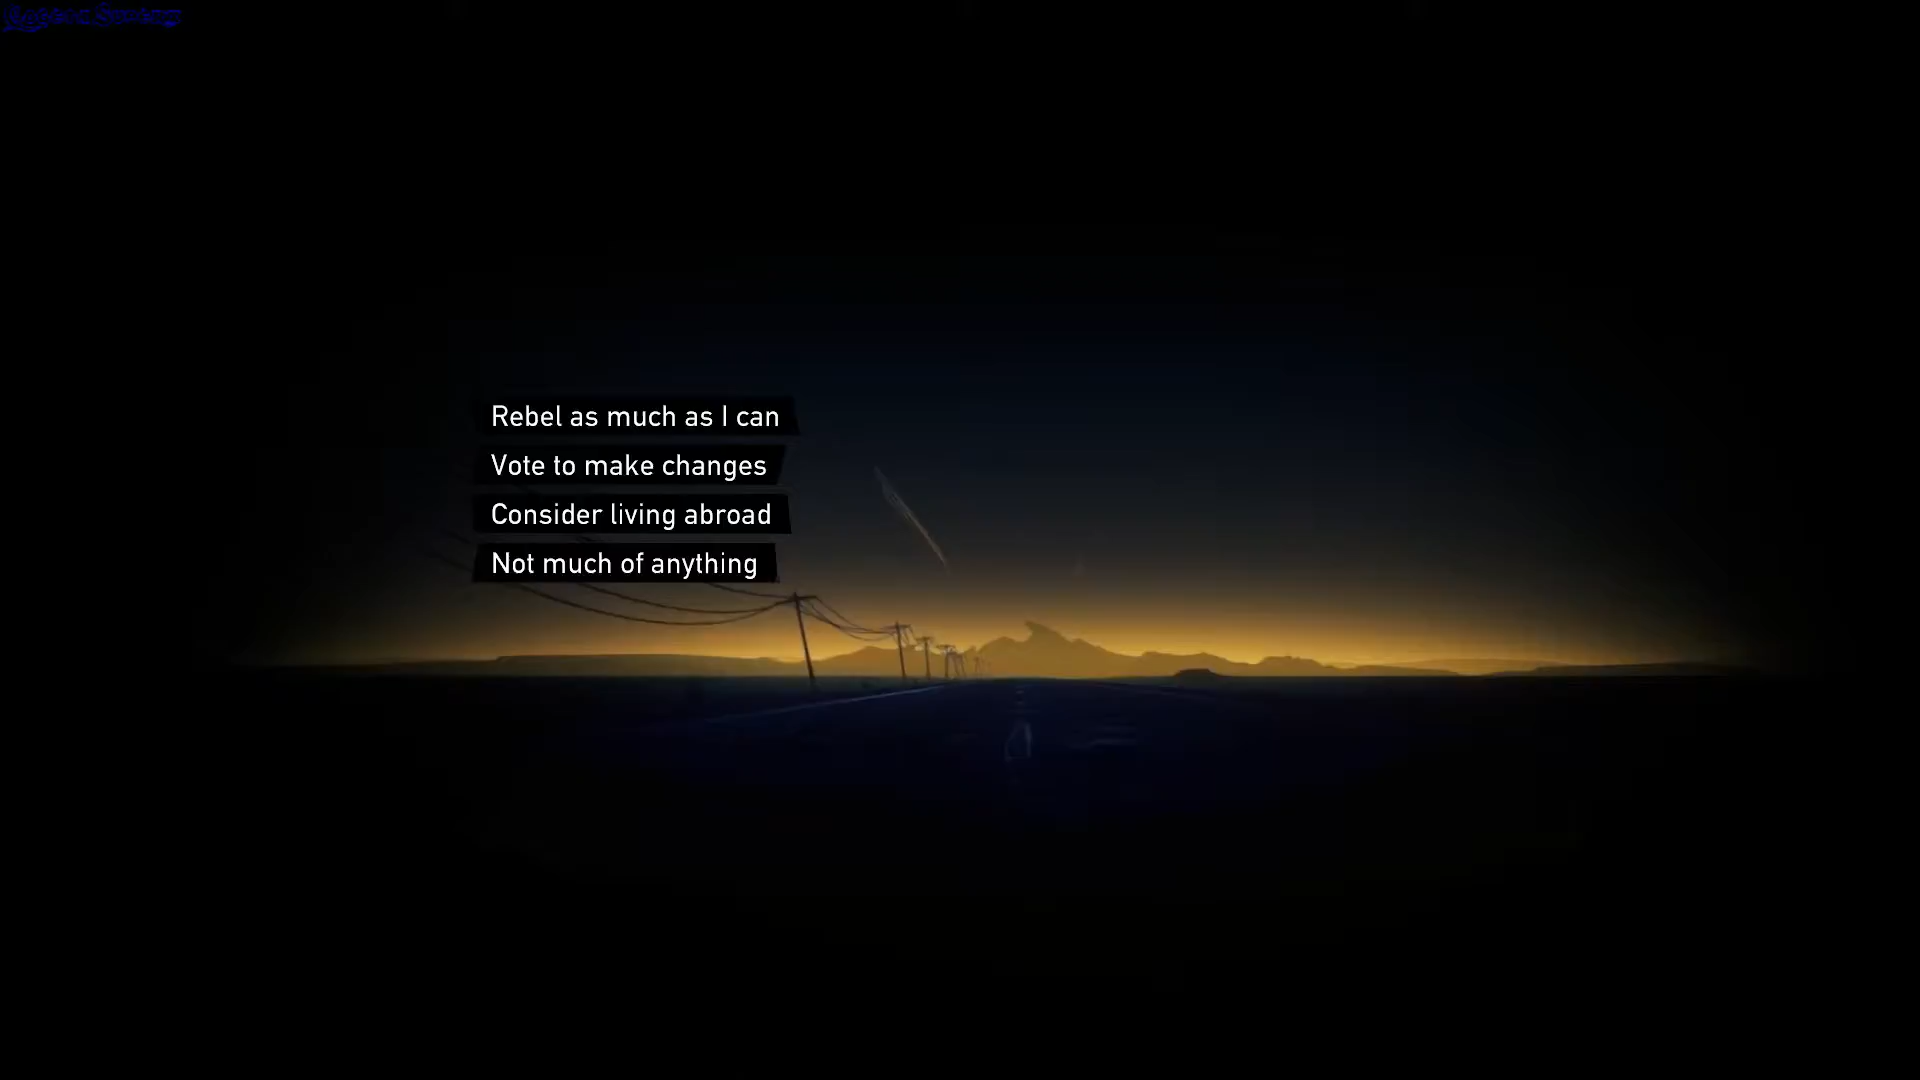 Rebel as much as I can
Vote to make changes
Consider living abroad
Not much of anything